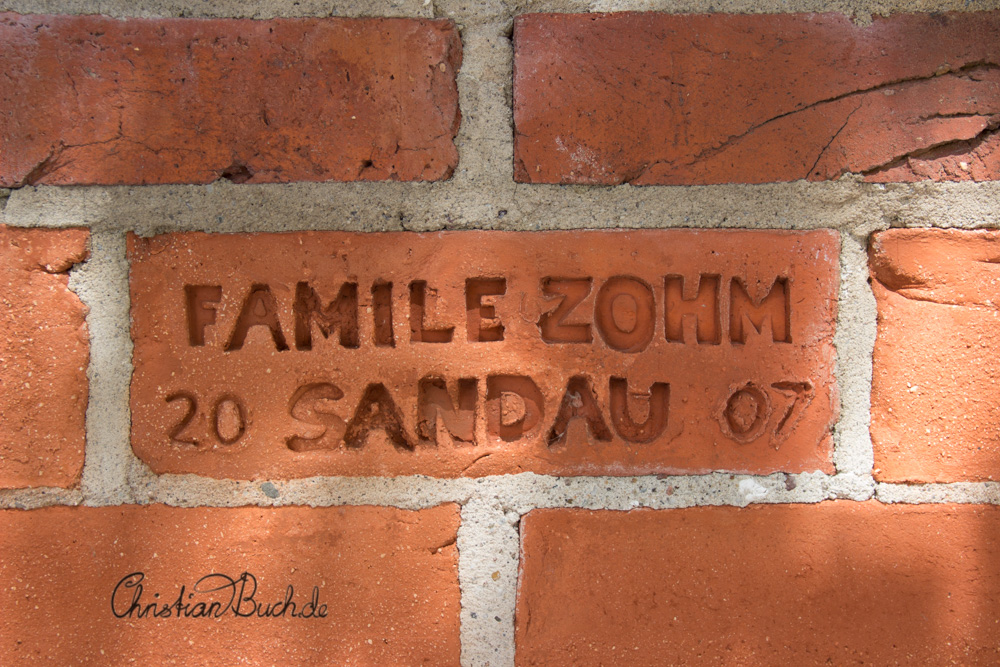 FAMILE ZOHM
20 SANDAU 07
ChristianBuch.de